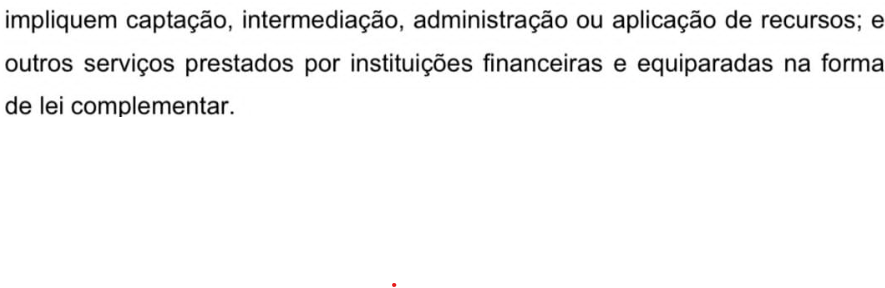 impliquem captação, intermediação, administração ou aplicação de recursos; e
outros serviços prestados por instituições financeiras e equiparadas na forma
de lei complementar.